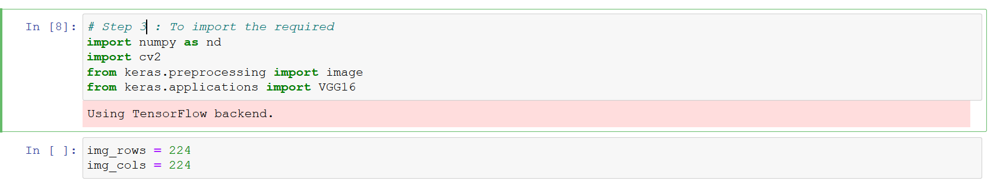 In [8]: # Step 3 : To import the required
import numpy as nd
import cv2
from keras.preprocessing import image
from keras.applications import VGG16
Using TensorFlow backend.
In [ ]: img_rows = 224
img_cols = 224